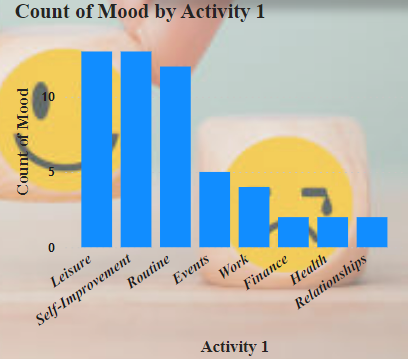 Count of Mood by Activity 1
Count of Mood
10
5
0
Leisure
Self-Improvement
Routine
Events
Work
Finance
Health
Relationships
Activity 1